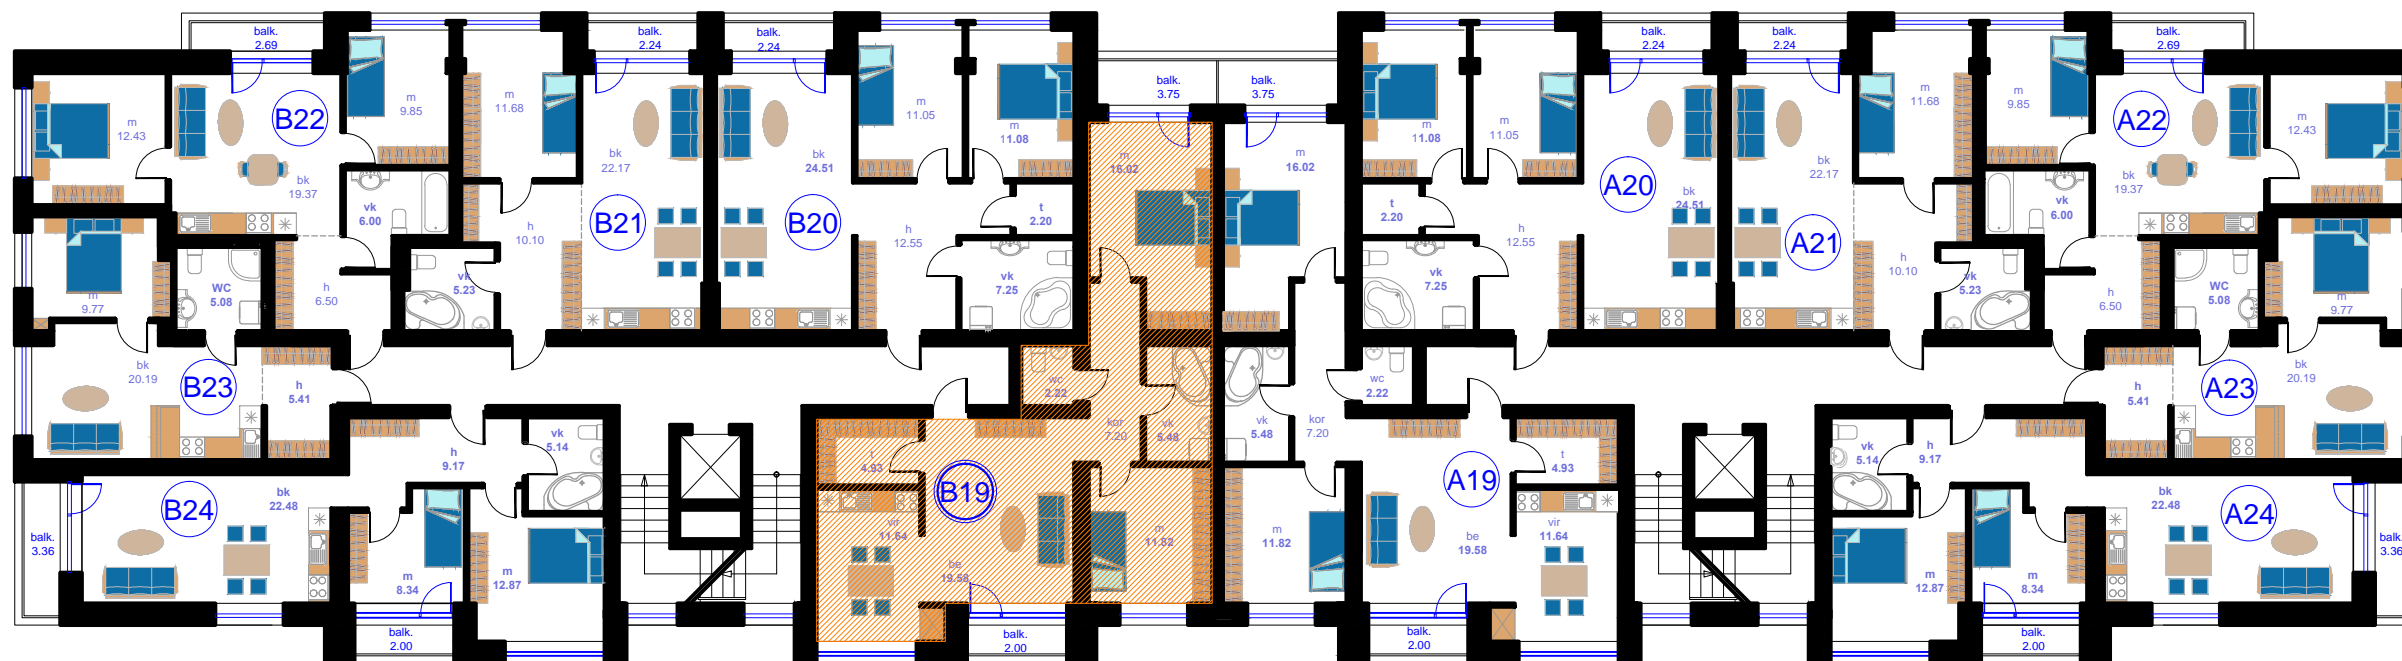 balk.
2.69
balk.
2.24
balk.
2.24
balk.
3.75
balk.
3.75
balk.
2.24
balk.
2.24
balk.
2.69
m
12.43
B22
bk
19.37
m
9.85
vk
6.00
m
11.68
h
10.10
bk
22.17
B21
bk
24.51
B20
m
11.05
m
11.08
t
2.20
h
12.55
vk
7.25
m
16.02
m
16.02
m
11.08
m
11.05
t
2.20
vk
7.25
h
12.55
A20
bk
24.51
bk
22.17
A21
m
11.68
h
10.10
m
9.85
vk
6.00
A22
bk
19.37
m
12.43
m
9.77
WC
5.08
h
6.50
vk
5.23
vk
5.23
h
6.50
WC
5.08
m
9.77
bk
20.19
B23
h
5.41
wc
2.22
kor
7.20
vk
5.48
vk
5.48
kor
7.20
wc
2.22
h
5.41
A23
bk
20.19
B24
bk
22.48
balk.
3.36
h
9.17
vk
5.14
m
8.34
m
12.87
balk.
2.00
t
4.93
B19
vir
11.64
be
19.58
balk.
2.00
m
11.52
m
11.82
A19
be
19.58
t
4.93
vir
11.64
balk.
2.00
vk
5.14
h
9.17
m
12.87
m
8.34
balk.
2.00
bk
22.48
A24
balk.
3.36